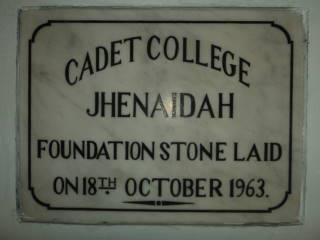 CADET COLLEGE
JHENAIDAH
FOUNDATION STONE LAID
ON 18TH OCTOBER 1963.